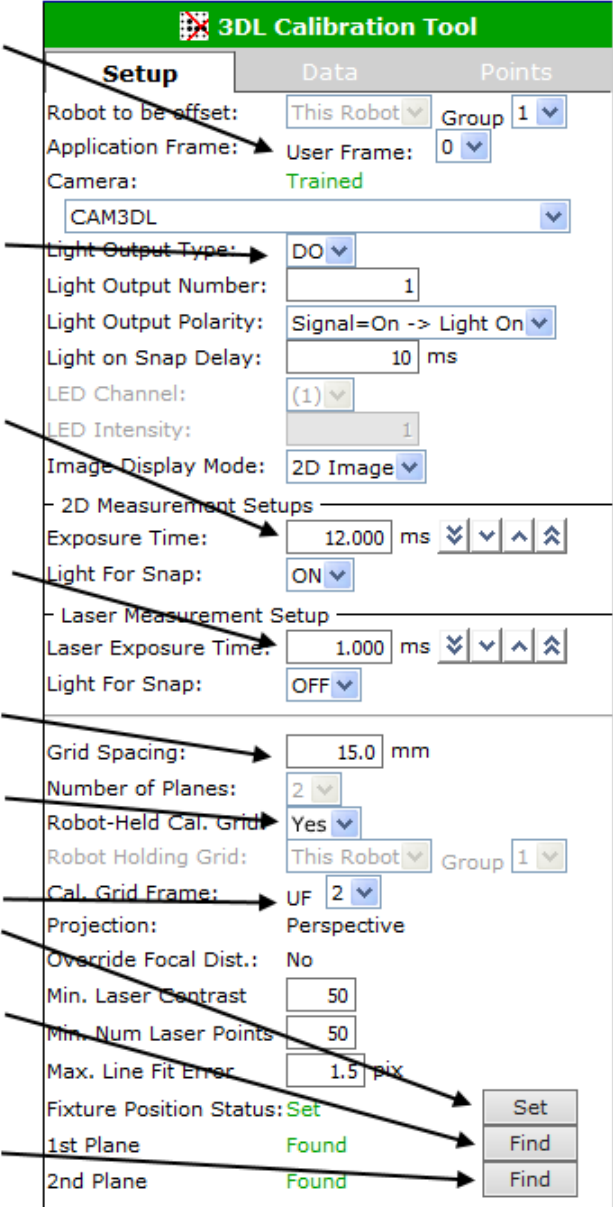 3DL Calibration Tool
Setup Data Points
Robot to be offset: This Robot Group 1
Application Frame: User Frame: 0
Camera: Trained
CAM3DL
Light Output Type: DO
Light Output Number: 1
Light Output Polarity: Signal=On -> Light On
Light on Snap Delay: 10 ms
LED Channel: (1)
LED Intensity: 1
Image Display Mode: 2D Image
2D Measurement Setups
Exposure Time: 12.000 ms
Light For Snap: ON
Laser Measurement Setup
Laser Exposure Time: 1.000 ms
Light For Snap: OFF
Grid Spacing: 15.0 mm
Number of Planes: 2
Robot-Held Cal. Grid: Yes
Robot Holding Grid: This Robot Group 1
Cal. Grid Frame: UF 2
Projection: Perspective
Override Focal Dist.: No
Min. Laser Contrast 50
Min. Num Laser Points 50
Max. Line Fit Error 1.5 pix
Fixture Position Status: Set Set
1st Plane Found Find
2nd Plane Found Find